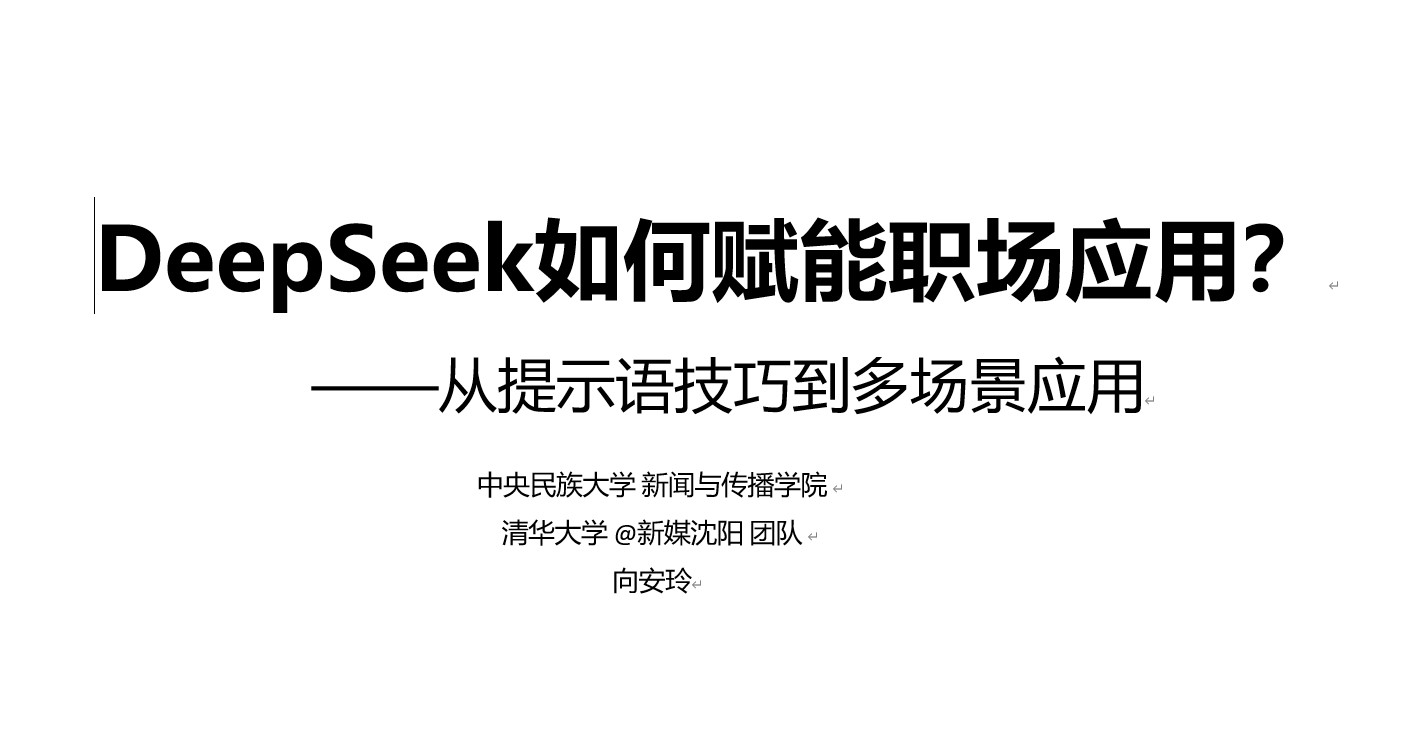 DeepSeek如何赋能职场应用?
——从提示语技巧到多场景应用
中央民族大学 新闻与传播学院
清华大学 @新媒沈阳 团队
向安玲